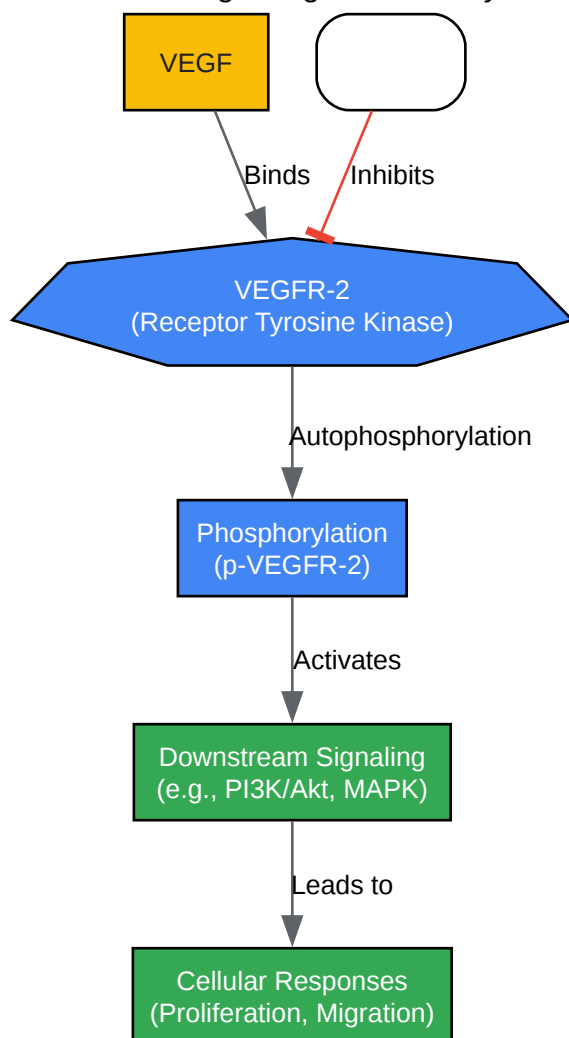 VEGF
Binds
Inhibits
VEGFR-2
(Receptor Tyrosine Kinase)
Autophosphorylation
Phosphorylation
(p-VEGFR-2)
Activates
Downstream Signaling
(e.g., PI3K/Akt, MAPK)
Leads to
Cellular Responses
(Proliferation, Migration)